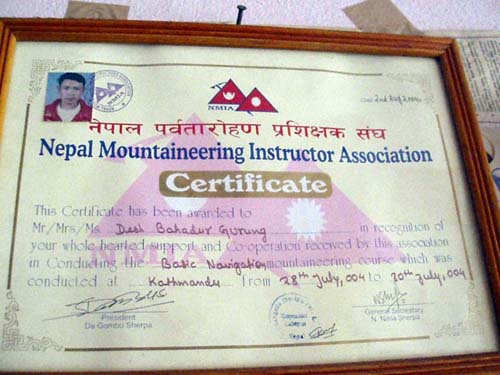 NMIA
नेपाल पर्वतारोहण प्रशिक्षक संघ
Nepal Mountaineering Instructor Association
Certificate
This Certificate has been awarded to
Mr/Mrs/Ms Desh Bahadur Gurung in recognition of
your whole hearted support and Co-operation received by this association
in Conducting the Basic Navigation mountaineering course which was
conducted at Kathmandu From 28th July, 004 to 30th July, 004
President
Da Gombu Sherpa
General Secretary
N. Nima Sherpa